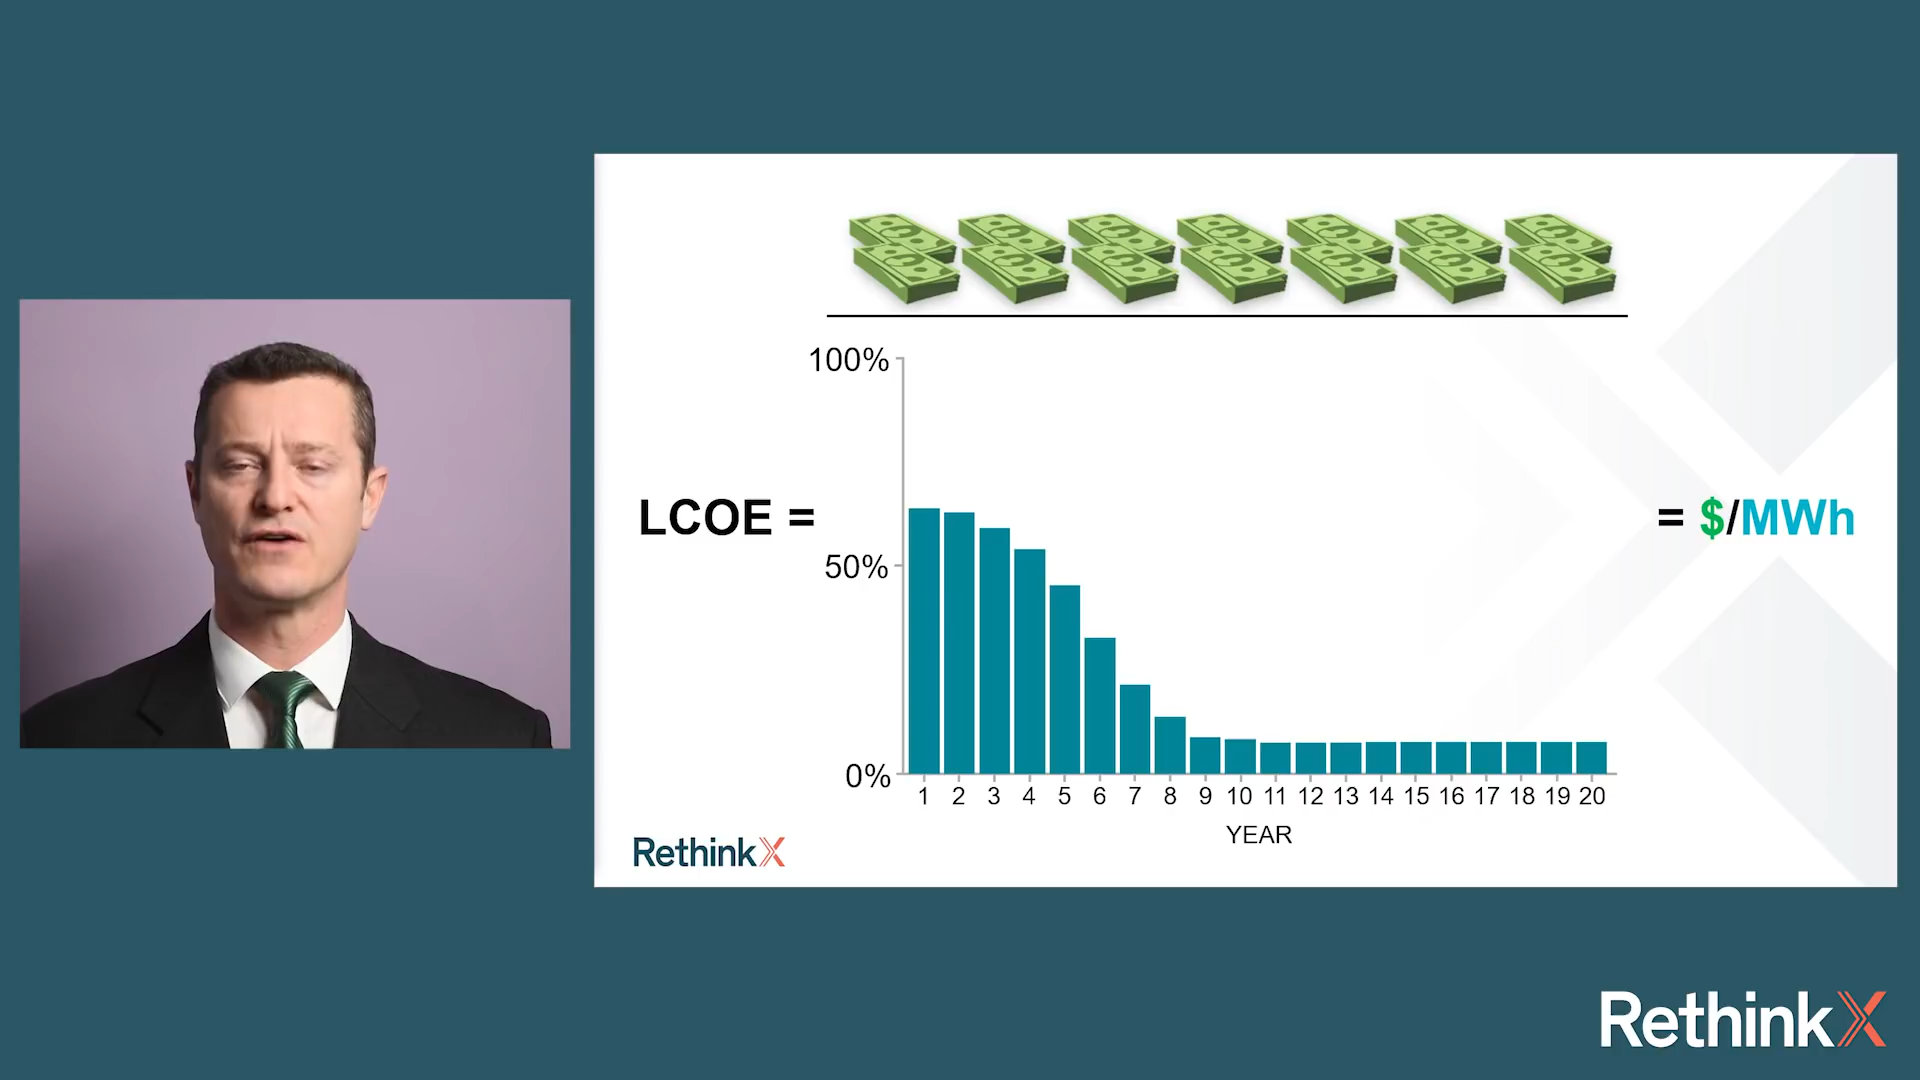 100%
LCOE =
= $/MWh
50%
0%
1 2 3 4 5 6 7 8 9 10 11 12 13 14 15 16 17 18 19 20
YEAR
RethinkX
RethinkX